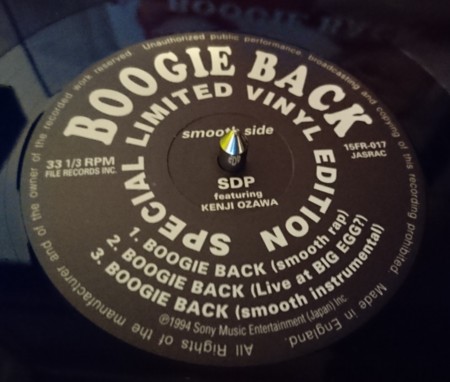 BOOGIE BACK
SPECIAL LIMITED VINYL EDITION
smooth side
33 1/3 RPM
FILE RECORDS INC.
15FR-017
JASRAC
SDP
featuring
KENJI OZAWA
1. BOOGIE BACK (smooth rap)
2. BOOGIE BACK (Live at BIG EGG?)
3. BOOGIE BACK (smooth instrumental)
℗1994 Sony Music Entertainment (Japan) Inc
All Rights of the manufacturer and of the owner of the recorded work reserved. Unauthorized public performance, broadcasting and copying of this recording prohibited. Made in England.